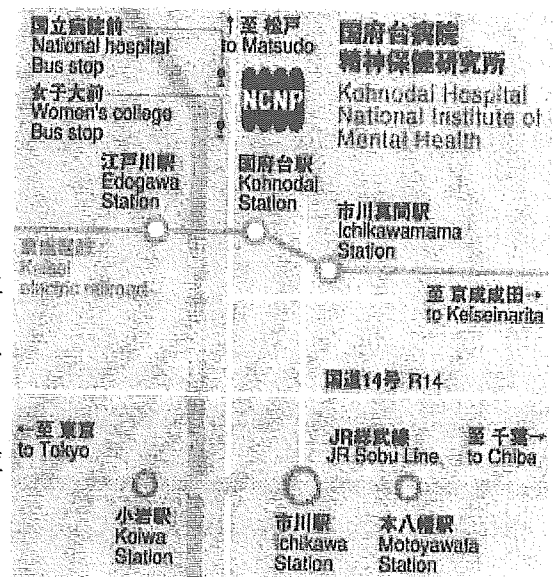 国立病院前
National hospital
Bus stop
女子大前
Women's college
Bus stop
↑至 松戸
to Matsudo
NCNP
国府台病院
精神保健研究所
Kohnodai Hospital
National Institute of
Mental Health
江戸川駅
Edogawa
Station
国府台駅
Kohnodai
Station
市川真間駅
Ichikawamama
Station
京成電鉄
Keisei
electric railroad
至 京成成田→
to Keiseinarita
国道14号 R14
←至 東京
to Tokyo
JR総武線
JR Sobu Line
至 千葉→
to Chiba
小岩駅
Koiwa
Station
市川駅
Ichikawa
Station
本八幡駅
Motoyawata
Station